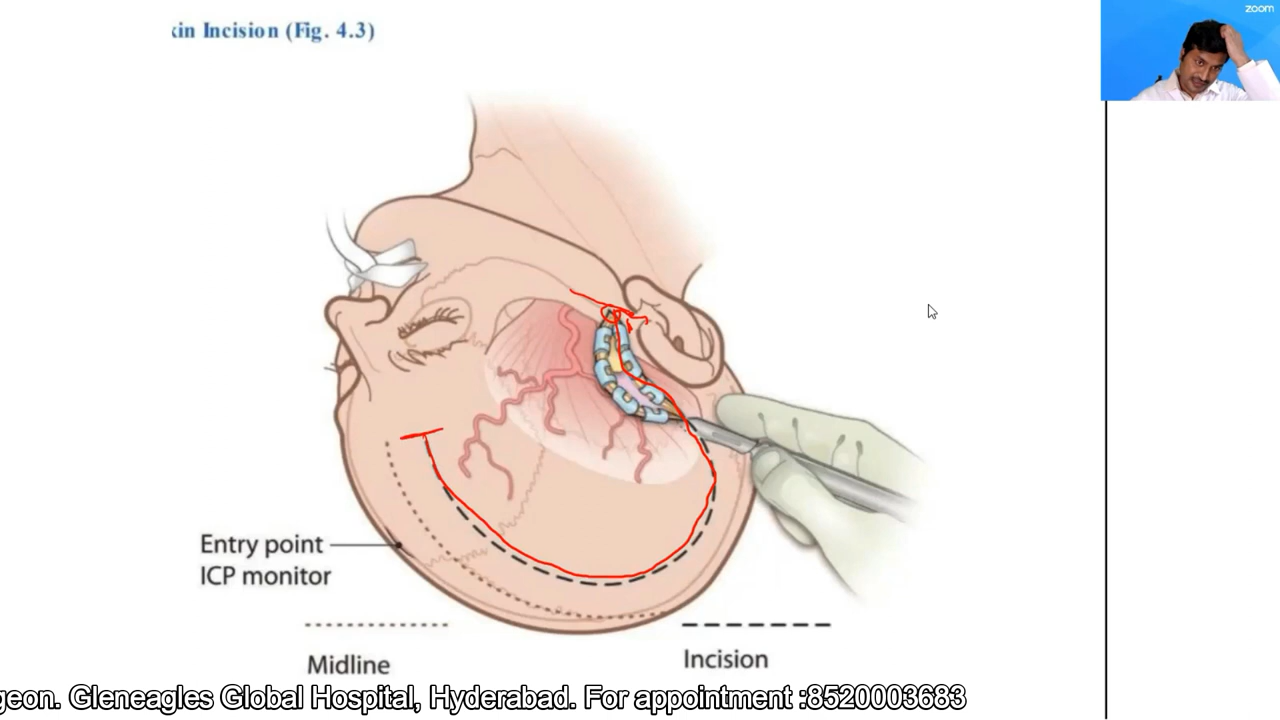 zoom
kin Incision (Fig. 4.3)
Entry point
ICP monitor
Midline
Incision
geon. Gleneagles Global Hospital, Hyderabad. For appointment :8520003683